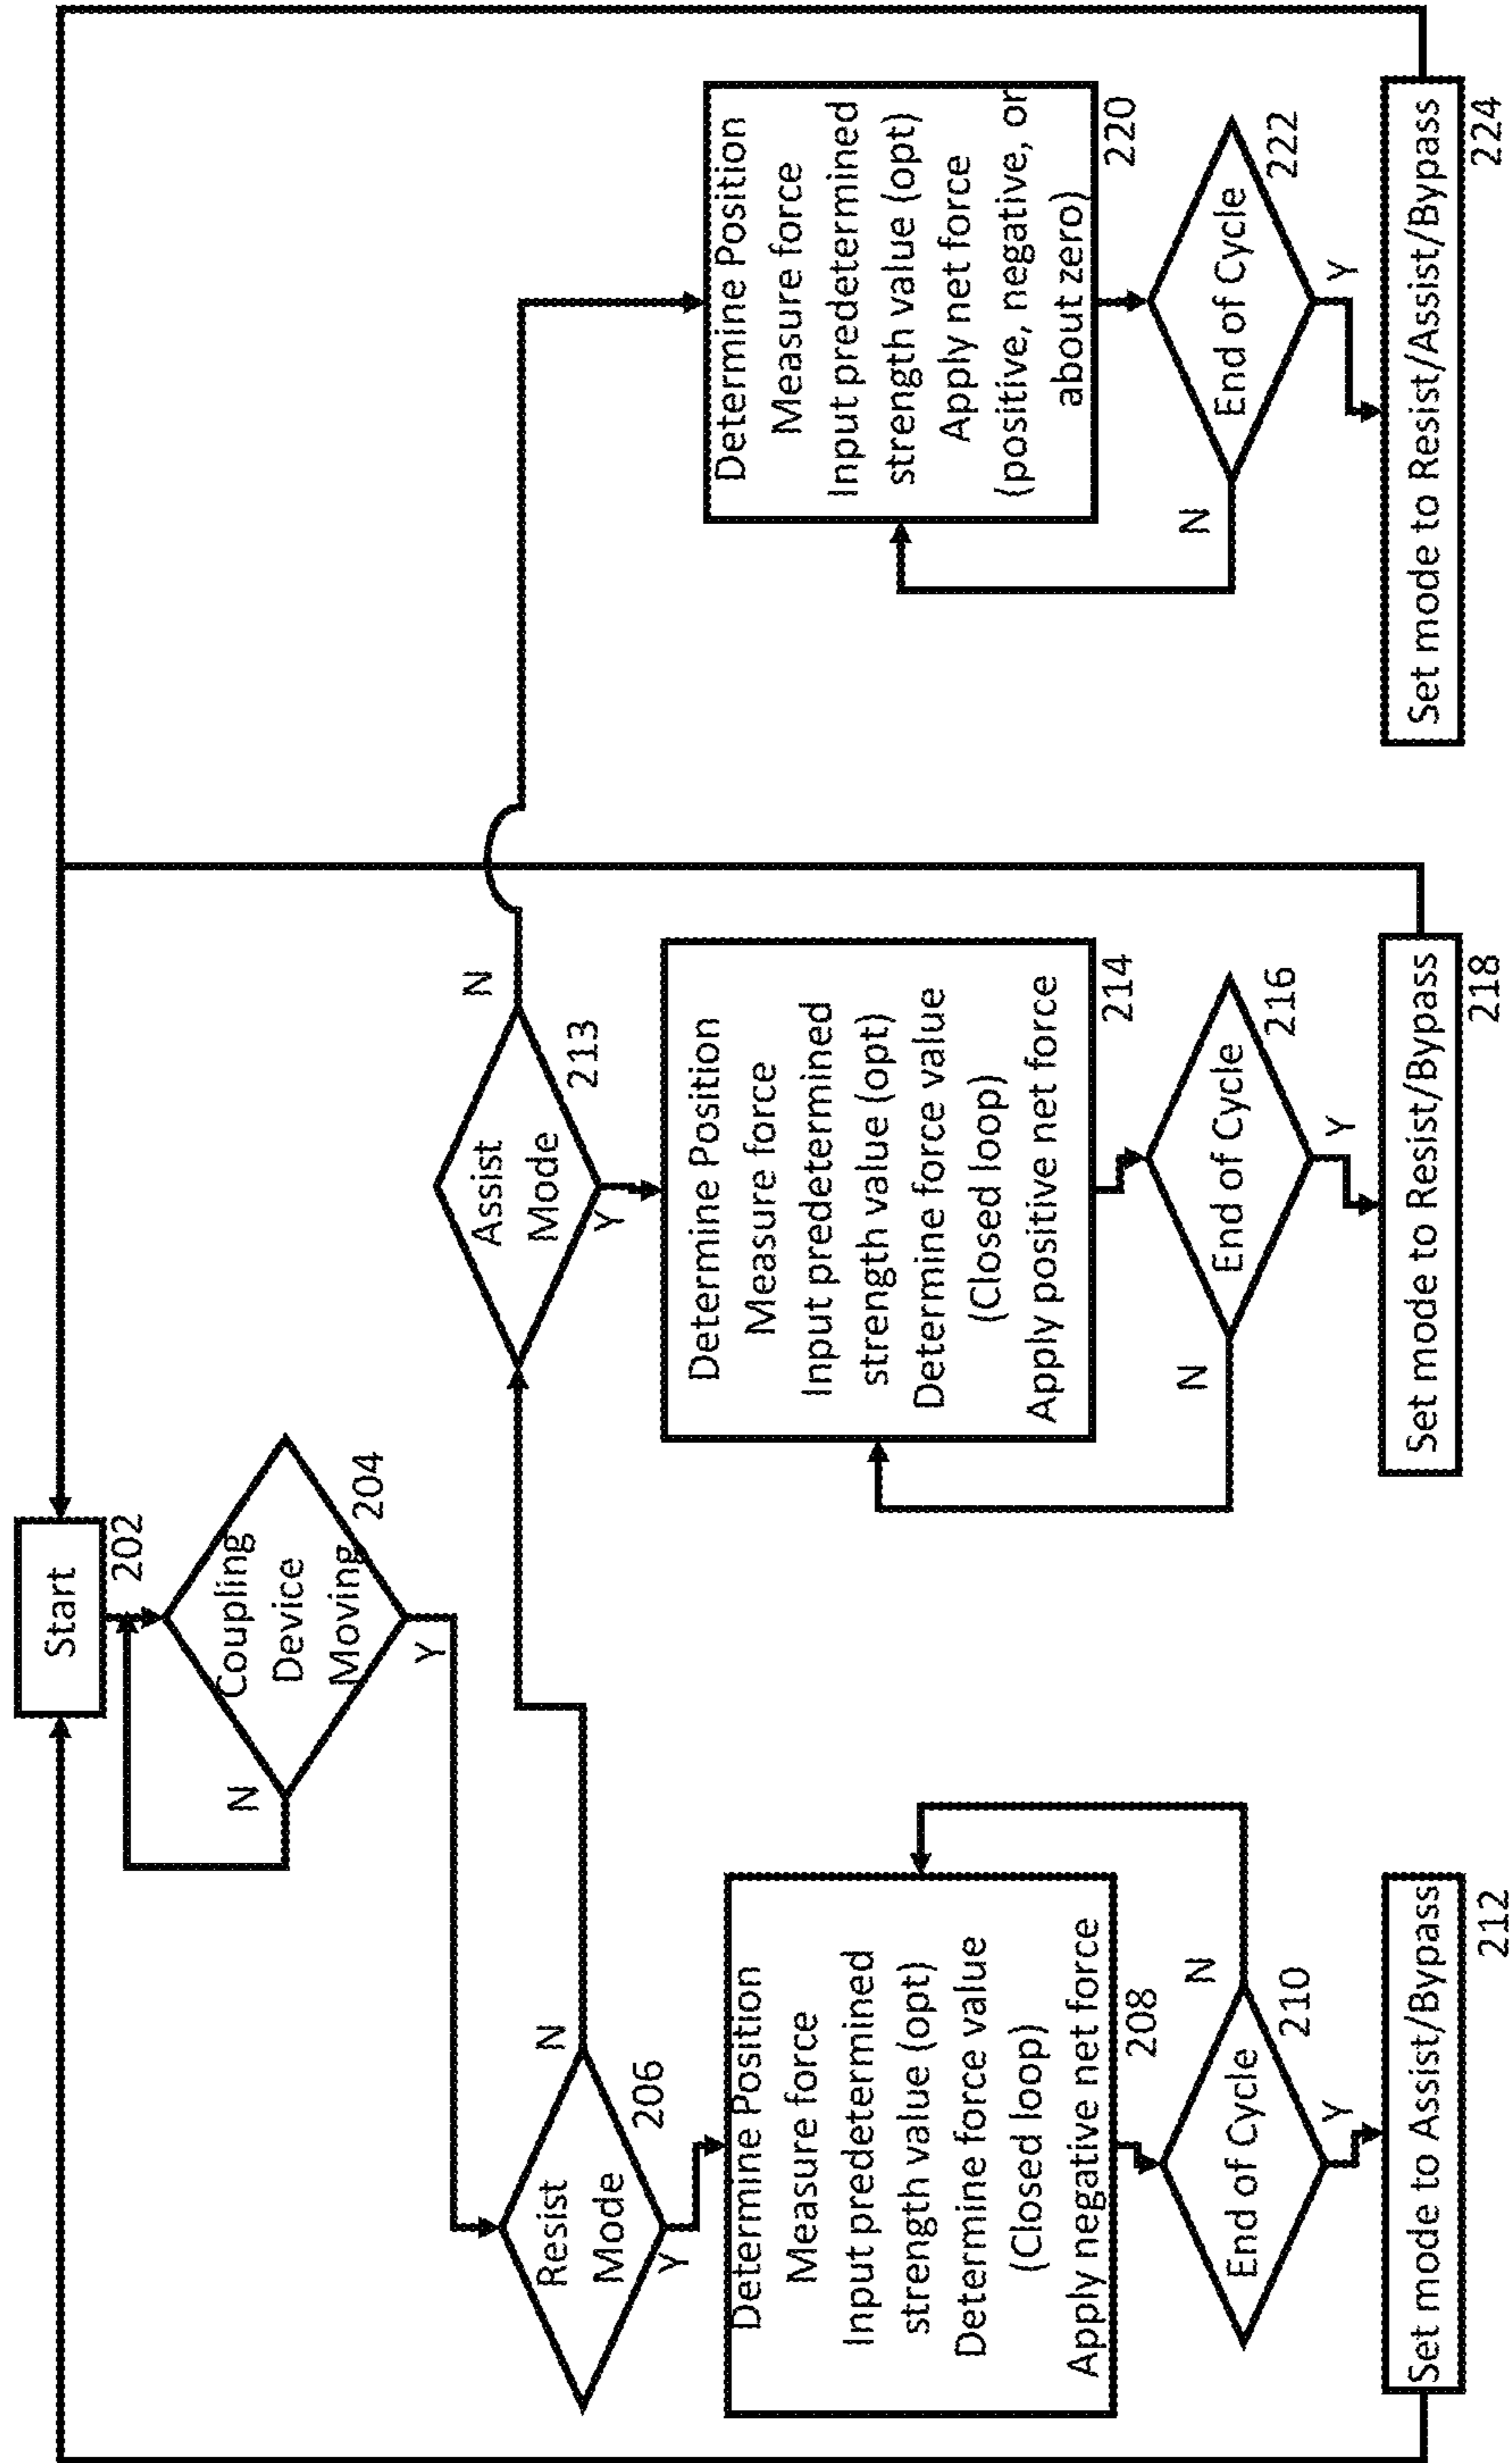 Start
202
Coupling
Device
Moving
204
N
Y
Resist
Mode
206
N
Y
Determine Position
Measure force
Input predetermined
strength value (opt)
Determine force value
(Closed loop)
Apply negative net force
208
End of Cycle
210
N
Y
Set mode to Assist/Bypass
212
Assist
Mode
213
N
Y
Determine Position
Measure force
Input predetermined
strength value (opt)
Determine force value
(Closed loop)
Apply positive net force
214
End of Cycle
216
N
Y
Set mode to Resist/Bypass
218
Determine Position
Measure force
Input predetermined
strength value (opt)
Apply net force
(positive, negative, or
about zero)
220
End of Cycle
222
N
Y
Set mode to Resist/Assist/Bypass
224